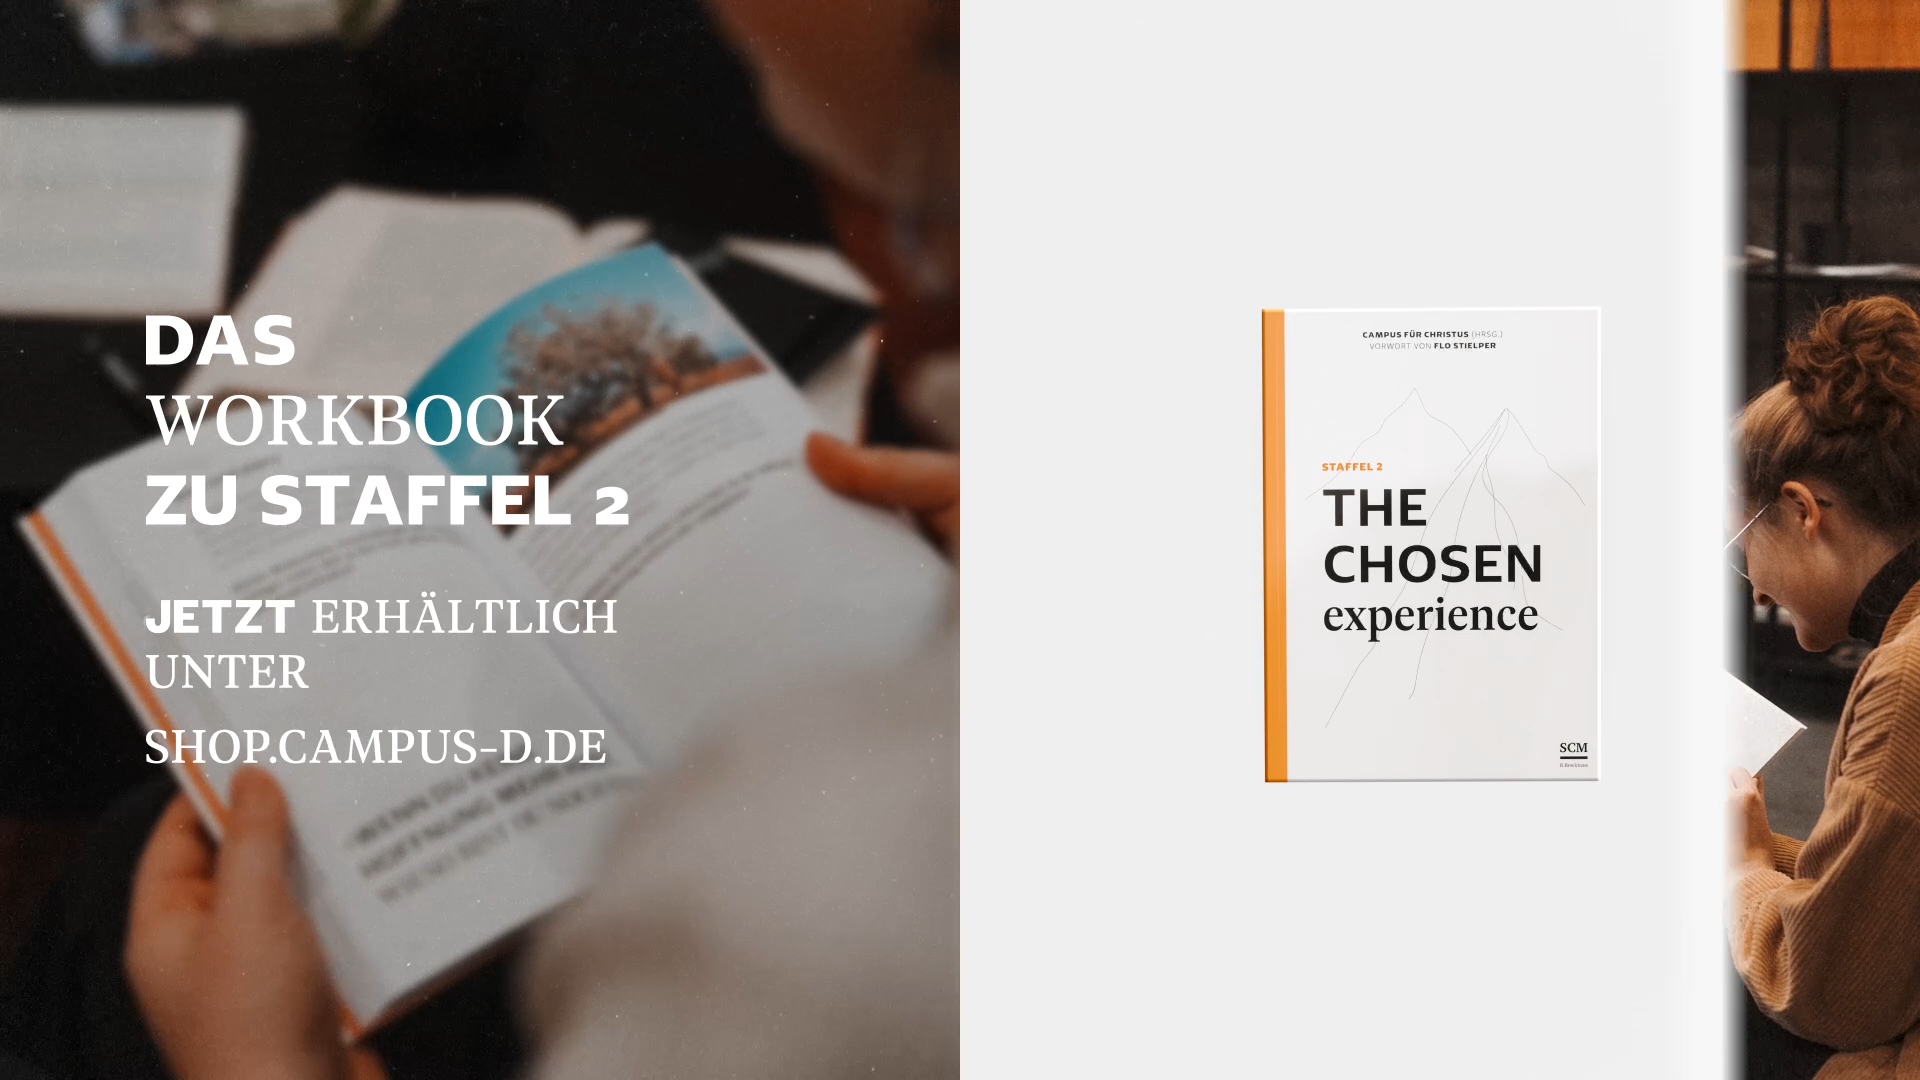 DAS
WORKBOOK
ZU STAFFEL 2
JETZT ERHÄLTLICH
UNTER
SHOP.CAMPUS-D.DE
CAMPUS FÜR CHRISTUS (HRSG.)
VORWORT VON FLO STIELPER
STAFFEL 2
THE
CHOSEN
experience
SCM
R.Brockhaus